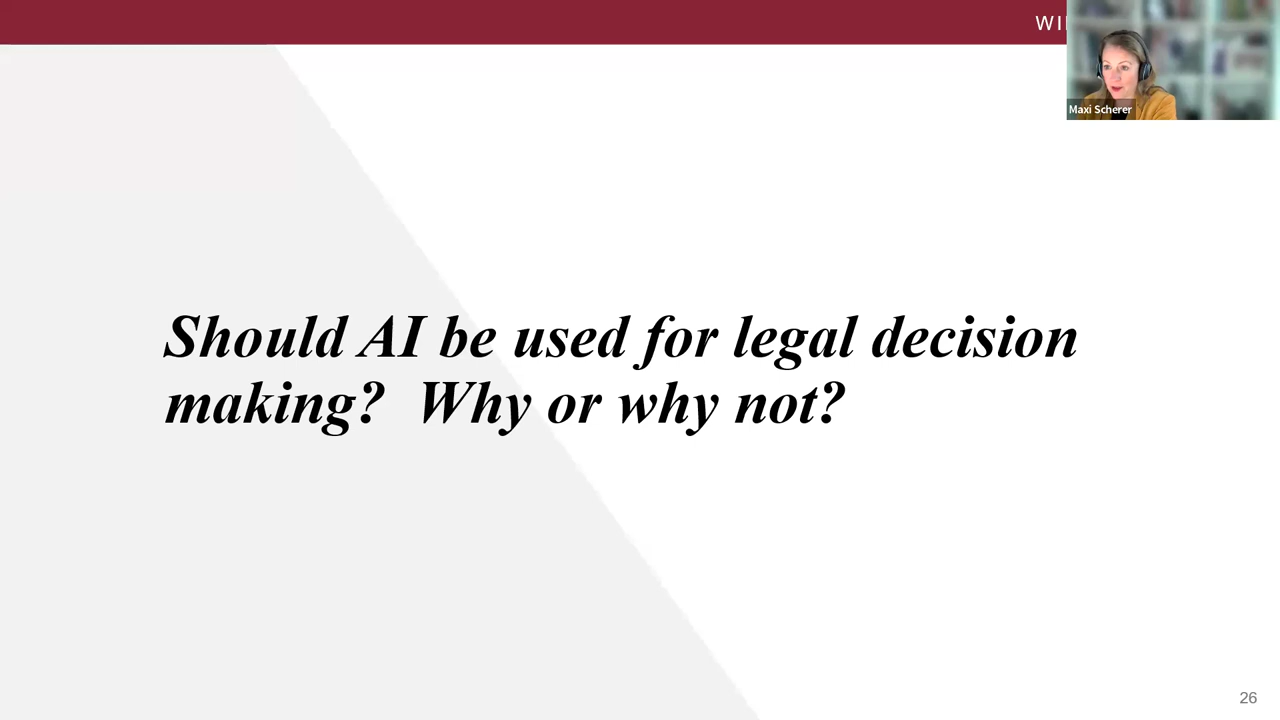 Maxi Scherer
Should AI be used for legal decision
making? Why or why not?
26